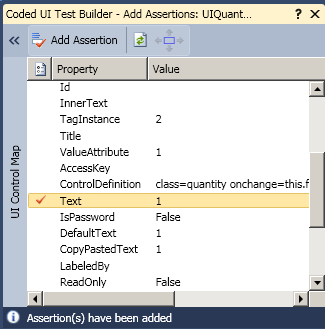 Coded UI Test Builder - Add Assertions: UIQuant...
Add Assertion
UI Control Map
Property Value
Id
InnerText
TagInstance 2
Title
ValueAttribute 1
AccessKey
ControlDefinition class=quantity onchange=this.f
Text 1
IsPassword False
DefaultText 1
CopyPastedText 1
LabeledBy
ReadOnly False
Assertion(s) have been added